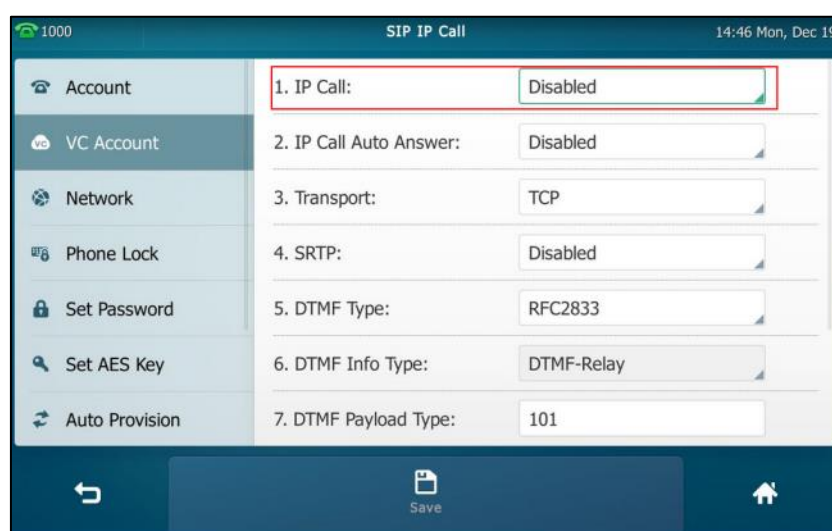 1000 SIP IP Call 14:46 Mon, Dec 19
Account
VC Account
Network
Phone Lock
Set Password
Set AES Key
Auto Provision
1. IP Call: Disabled
2. IP Call Auto Answer: Disabled
3. Transport: TCP
4. SRTP: Disabled
5. DTMF Type: RFC2833
6. DTMF Info Type: DTMF-Relay
7. DTMF Payload Type: 101
Save